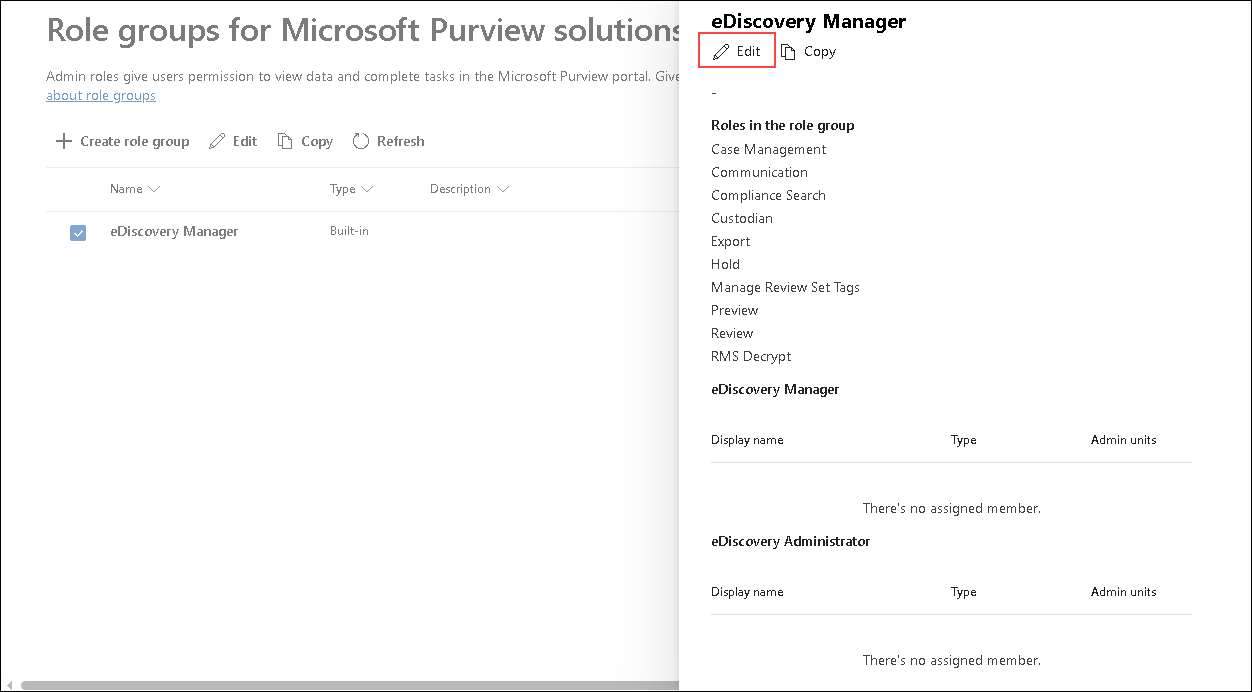 Role groups for Microsoft Purview solutions
Admin roles give users permission to view data and complete tasks in the Microsoft Purview portal. Give
about role groups
Create role group Edit Copy Refresh
Name Type Description
eDiscovery Manager Built-in
eDiscovery Manager
Edit Copy
-
Roles in the role group
Case Management
Communication
Compliance Search
Custodian
Export
Hold
Manage Review Set Tags
Preview
Review
RMS Decrypt
eDiscovery Manager
Display name Type Admin units
There's no assigned member.
eDiscovery Administrator
Display name Type Admin units
There's no assigned member.